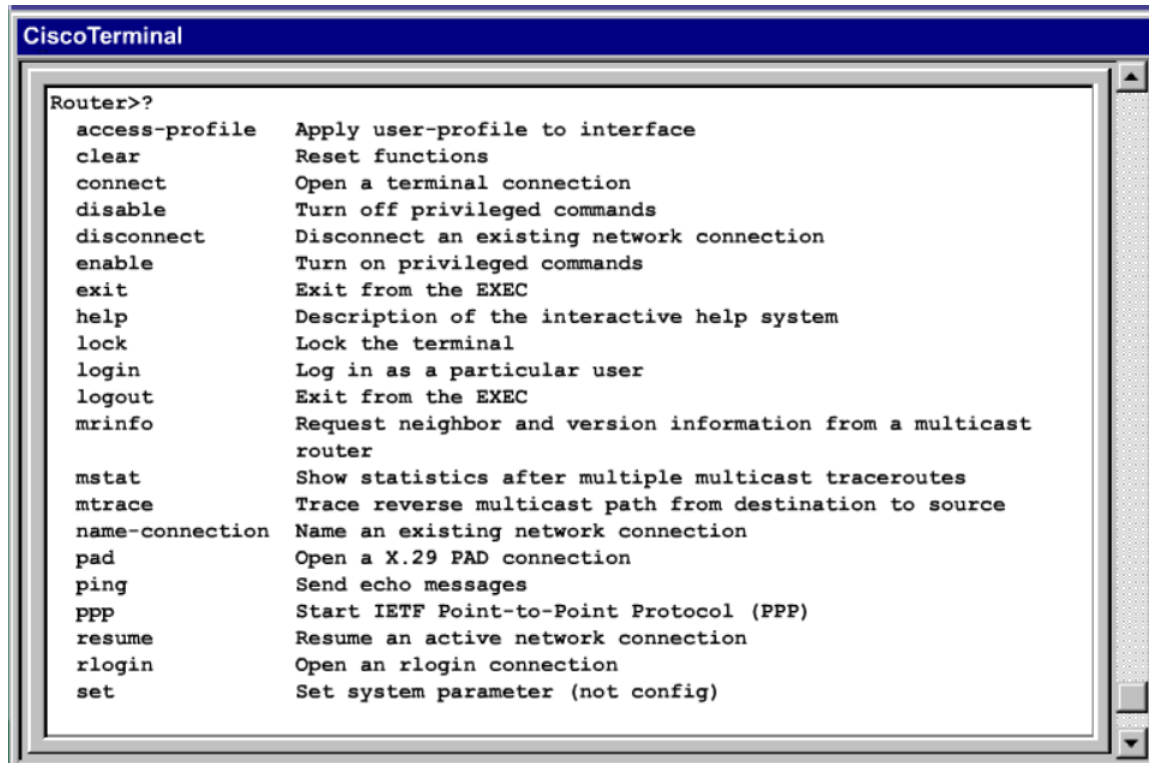 CiscoTerminal
Router>?
access-profile Apply user-profile to interface
clear Reset functions
connect Open a terminal connection
disable Turn off privileged commands
disconnect Disconnect an existing network connection
enable Turn on privileged commands
exit Exit from the EXEC
help Description of the interactive help system
lock Lock the terminal
login Log in as a particular user
logout Exit from the EXEC
mrinfo Request neighbor and version information from a multicast
router
mstat Show statistics after multiple multicast traceroutes
mtrace Trace reverse multicast path from destination to source
name-connection Name an existing network connection
pad Open a X.29 PAD connection
ping Send echo messages
ppp Start IETF Point-to-Point Protocol (PPP)
resume Resume an active network connection
rlogin Open an rlogin connection
set Set system parameter (not config)